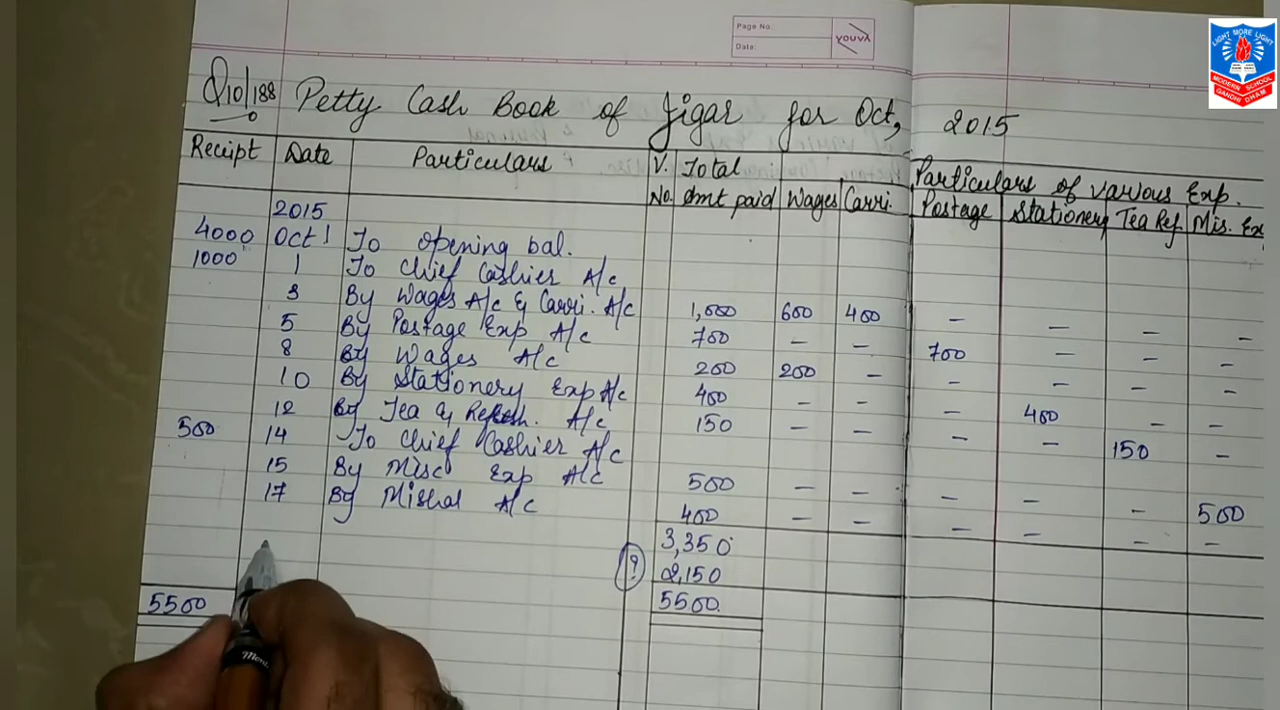 Page No.
Date:
youva
LIGHT MORE LIGHT
MODERN SCHOOL
GANDHIDHAM
Q10/188 Petty Cash Book of Jigar for Oct, 2015
Receipt Date Particulars V. No. Total Amt paid Wages Carri. Particulars of various Exp.
Postage Stationery Tea Ref Mis. Ex
2015
4000 Oct 1 To opening bal.
1000 1 To Chief Cashier A/c
3 By Wages A/c & Carri. A/c 1,000 600 400 - - - -
5 By Postage Exp A/c 700 - - 700 - - -
8 By Wages A/c 200 200 - - - - -
10 By Stationery Exp A/c 400 - - - 400 - -
12 By Tea & Refresh. A/c 150 - - - - 150 -
500 14 To Chief Cashier A/c
15 By Misc Exp A/c 500 - - - - - 500
17 By Mishal A/c 400 - - - - - -
3,350
(?) 2,150
5500 5500.